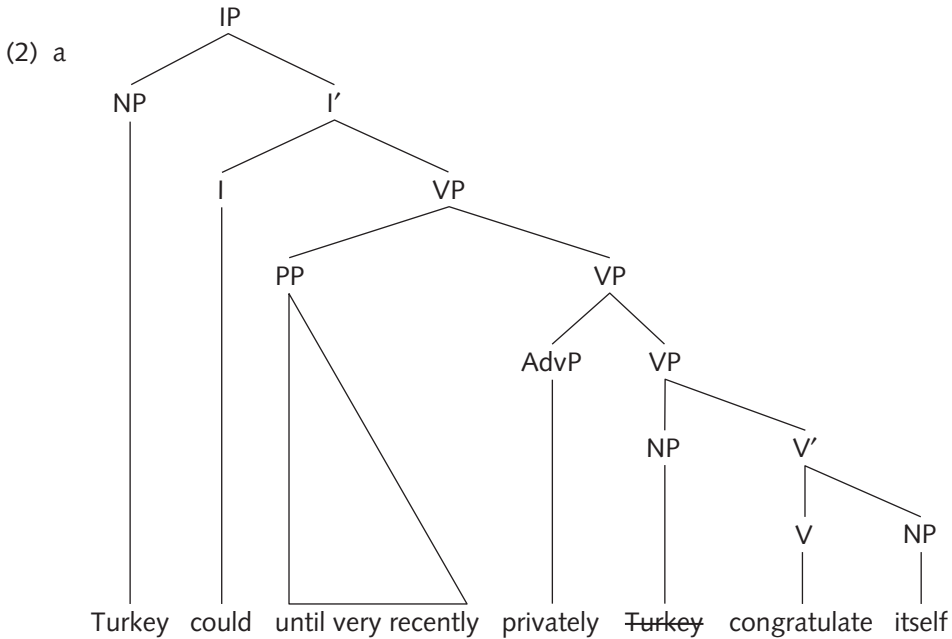 IP
(2) a
NP I′
I VP
PP VP
AdvP VP
NP V′
V NP
Turkey could until very recently privately Turkey congratulate itself